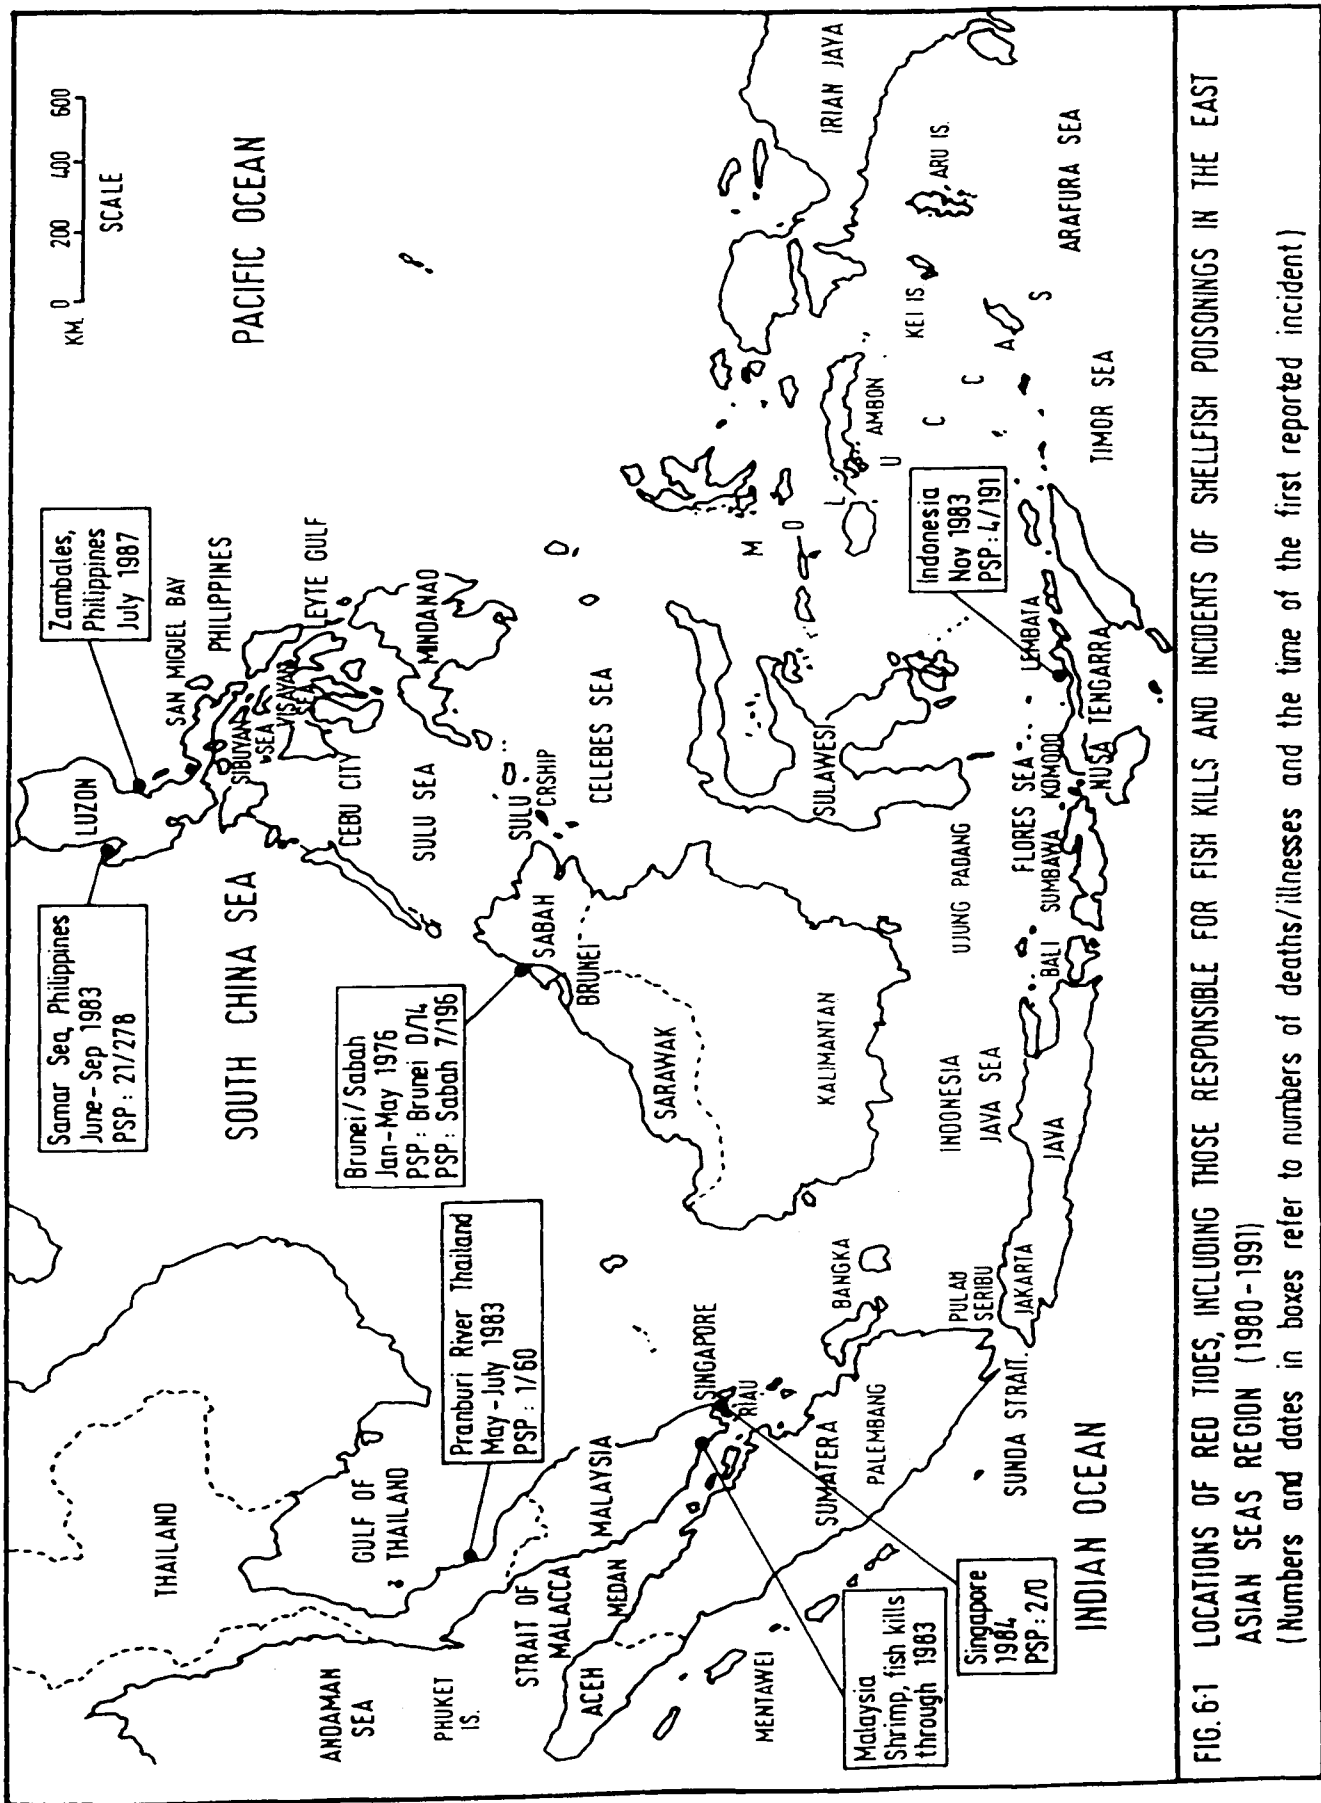 KM. 0 200 400 600
SCALE
PACIFIC OCEAN
Zambales,
Philippines
July 1987
Samar Sea, Philippines
June - Sep 1983
PSP : 21/278
LUZON
SAN MIGUEL BAY
PHILIPPINES
SIBUYAN
SEA
VISAYAN
SEA
LEYTE GULF
MINDANAO
CEBU CITY
SULU SEA
SOUTH CHINA SEA
Brunei / Sabah
Jan-May 1976
PSP : Brunei 0/14
PSP : Sabah 7/196
SULU
CRSHIP
CELEBES SEA
SABAH
BRUNEI
SARAWAK
KALIMANTAN
THAILAND
GULF OF
THAILAND
Pranburi River Thailand
May - July 1983
PSP : 1/60
ANDAMAN
SEA
PHUKET
IS.
STRAIT OF
MALACCA
MALAYSIA
ACEH
MEDAN
MENTAWEI
SINGAPORE
RIAU
SUMATERA
PALEMBANG
BANGKA
PULAU
SERIBU
JAKARTA
SUNDA STRAIT
INDIAN OCEAN
Malaysia
Shrimp, fish kills
through 1983
Singapore
1984
PSP : 2/0
INDONESIA
JAVA SEA
JAVA
BALI
UJUNG PADANG
FLORES SEA
SUMBAWA
KOMODO
NUSA TENGARRA
LEMBATA
SULAWESI
Indonesia
Nov 1983
PSP : 4/191
M O L U C C A S
AMBON
KEI IS
ARU IS.
IRIAN JAYA
ARAFURA SEA
TIMOR SEA
FIG. 6·1 LOCATIONS OF RED TIDES, INCLUDING THOSE RESPONSIBLE FOR FISH KILLS AND INCIDENTS OF SHELLFISH POISONINGS IN THE EAST
ASIAN SEAS REGION (1980-1991)
(Numbers and dates in boxes refer to numbers of deaths/illnesses and the time of the first reported incident)